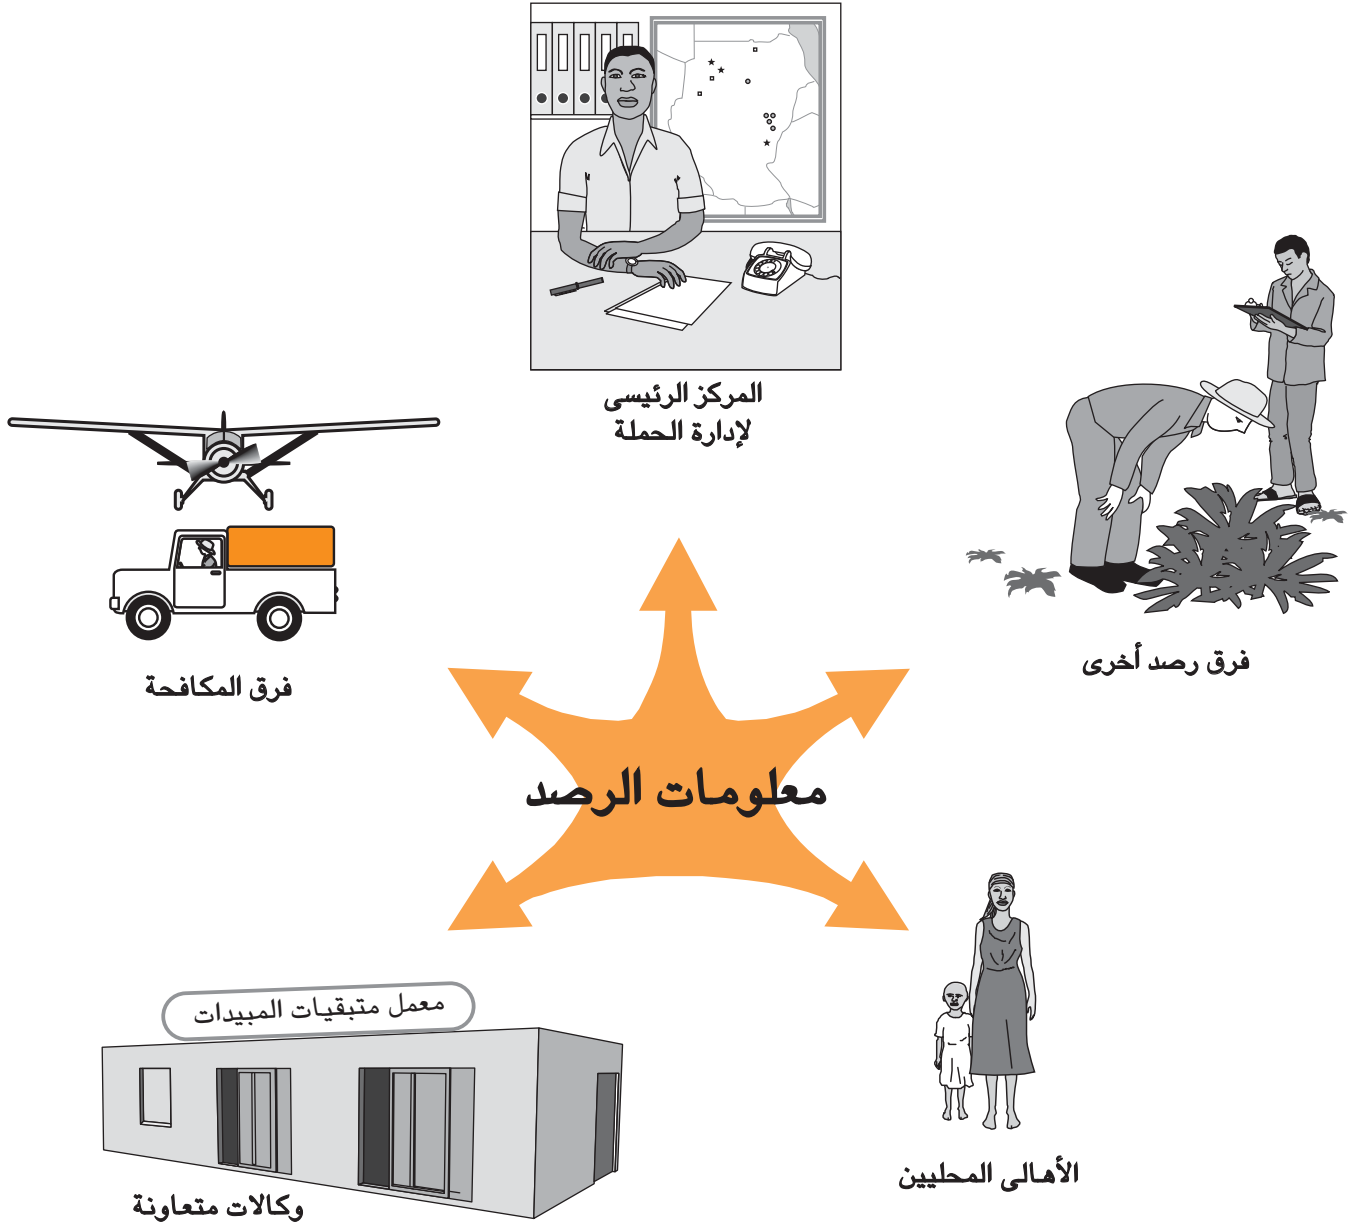 المركز الرئيسى
لإدارة الحملة
فرق رصد أخرى
فرق المكافحة
معلومات الرصد
معمل متبقيات المبيدات
الأهالى المحليين
وكالات متعاونة